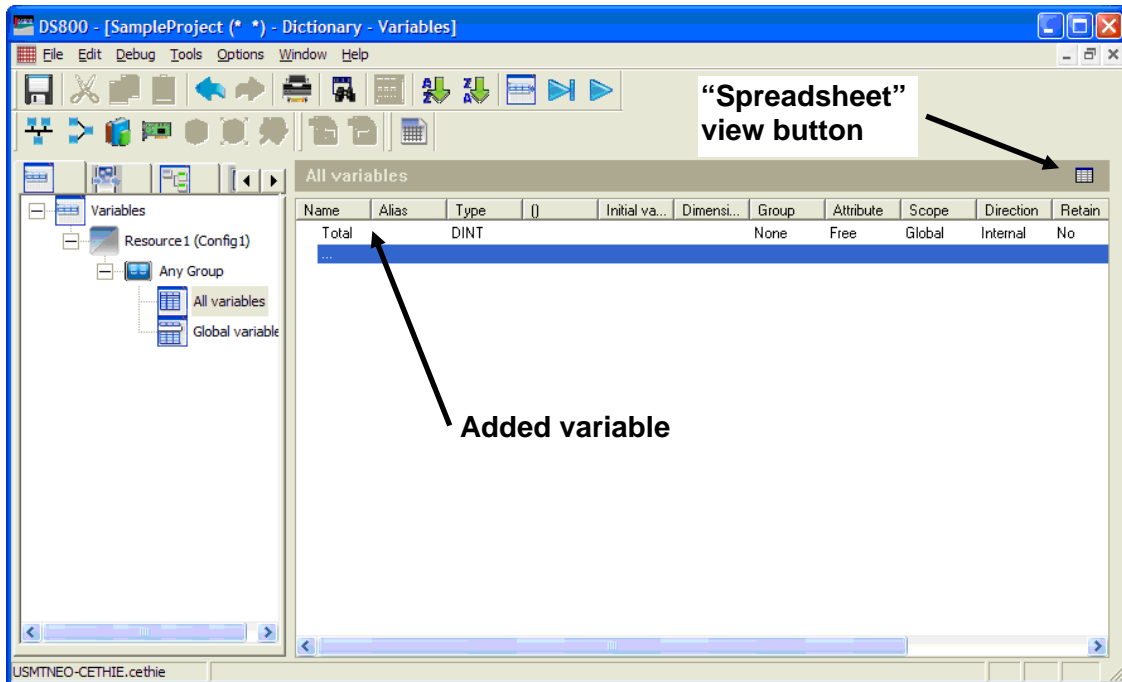 DS800 - [SampleProject (* *) - Dictionary - Variables]
File Edit Debug Tools Options Window Help
“Spreadsheet”
view button
All variables
Name Alias Type () Initial va... Dimensi... Group Attribute Scope Direction Retain
Total DINT None Free Global Internal No
...
Variables
Resource1 (Config1)
Any Group
All variables
Global variable
Added variable
USMTNEO-CETHIE.cethie